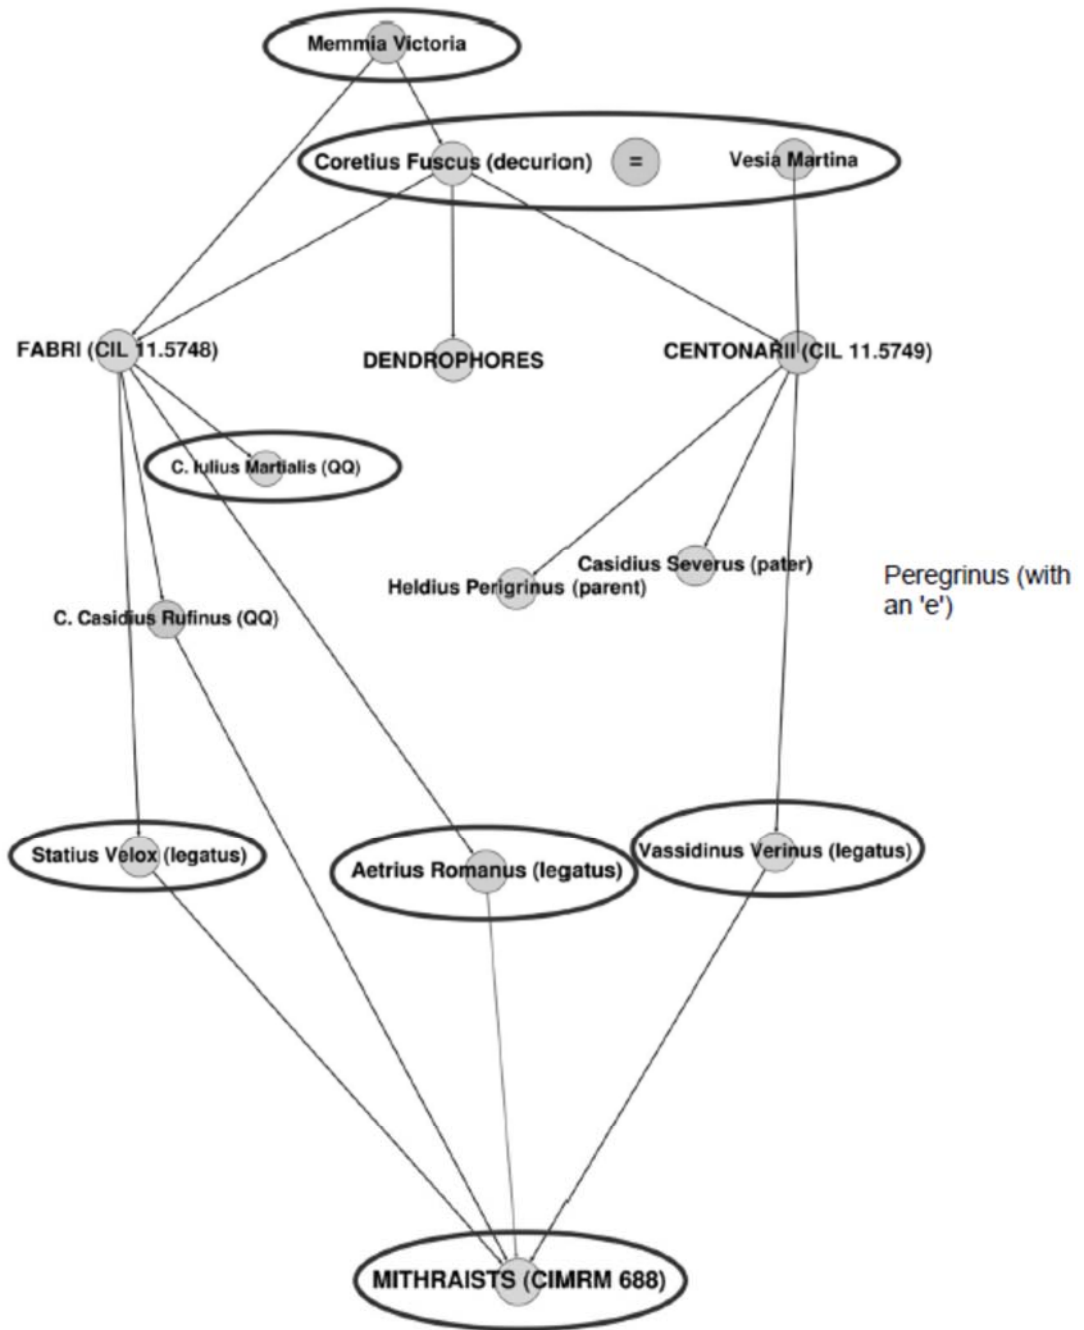 Memmia Victoria
Coretius Fuscus (decurion) = Vesia Martina
FABRI (CIL 11.5748)
DENDROPHORES
CENTONARII (CIL 11.5749)
C. Iulius Martialis (QQ)
Casidius Severus (pater)
Heldius Perigrinus (parent)
Peregrinus (with
an 'e')
C. Casidius Rufinus (QQ)
Statius Velox (legatus)
Aetrius Romanus (legatus)
Vassidinus Verinus (legatus)
MITHRAISTS (CIMRM 688)